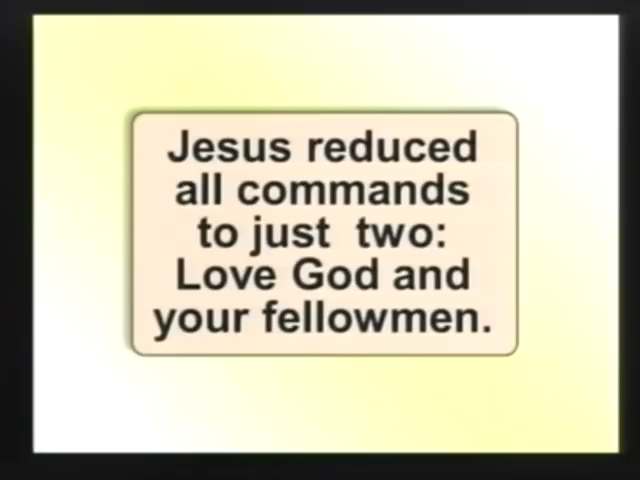 Jesus reduced
all commands
to just  two:
Love God and
your fellowmen.